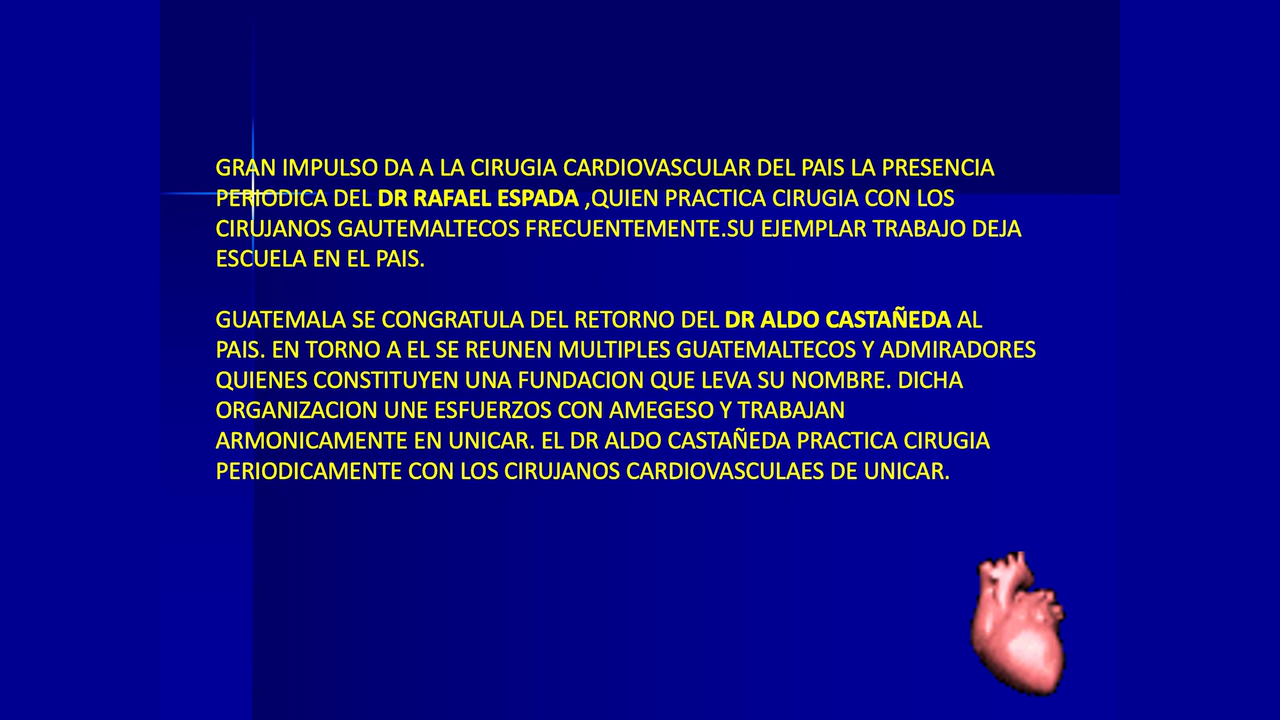 GRAN IMPULSO DA A LA CIRUGIA CARDIOVASCULAR DEL PAIS LA PRESENCIA
PERIODICA DEL DR RAFAEL ESPADA ,QUIEN PRACTICA CIRUGIA CON LOS
CIRUJANOS GAUTEMALTECOS FRECUENTEMENTE.SU EJEMPLAR TRABAJO DEJA
ESCUELA EN EL PAIS.
GUATEMALA SE CONGRATULA DEL RETORNO DEL DR ALDO CASTAÑEDA AL
PAIS. EN TORNO A EL SE REUNEN MULTIPLES GUATEMALTECOS Y ADMIRADORES
QUIENES CONSTITUYEN UNA FUNDACION QUE LEVA SU NOMBRE. DICHA
ORGANIZACION UNE ESFUERZOS CON AMEGESO Y TRABAJAN
ARMONICAMENTE EN UNICAR. EL DR ALDO CASTAÑEDA PRACTICA CIRUGIA
PERIODICAMENTE CON LOS CIRUJANOS CARDIOVASCULAES DE UNICAR.